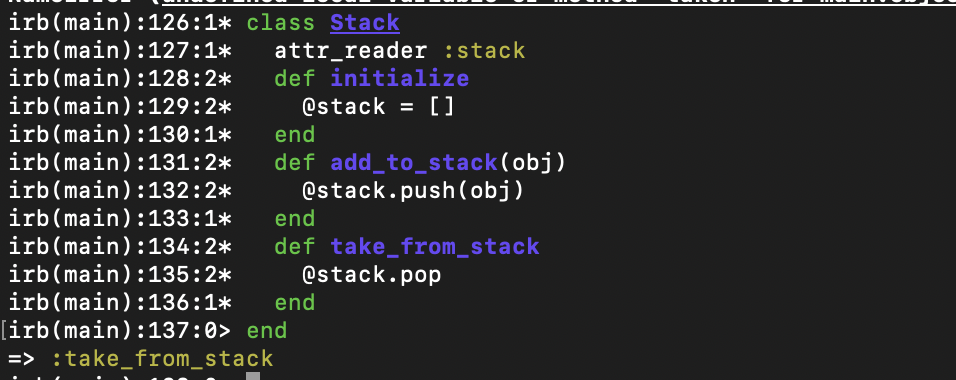 irb(main):126:1* class Stack
irb(main):127:1*   attr_reader :stack
irb(main):128:2*   def initialize
irb(main):129:2*     @stack = []
irb(main):130:1*   end
irb(main):131:2*   def add_to_stack(obj)
irb(main):132:2*     @stack.push(obj)
irb(main):133:1*   end
irb(main):134:2*   def take_from_stack
irb(main):135:2*     @stack.pop
irb(main):136:1*   end
[irb(main):137:0> end
=> :take_from_stack